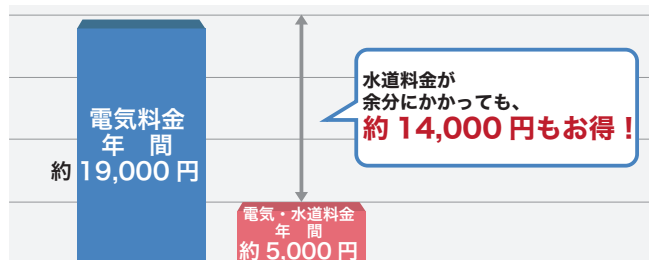 電気料金
年　間
約 19,000 円
水道料金が
余分にかかっても、
約 14,000 円もお得！
電気・水道料金
年　間
約 5,000 円